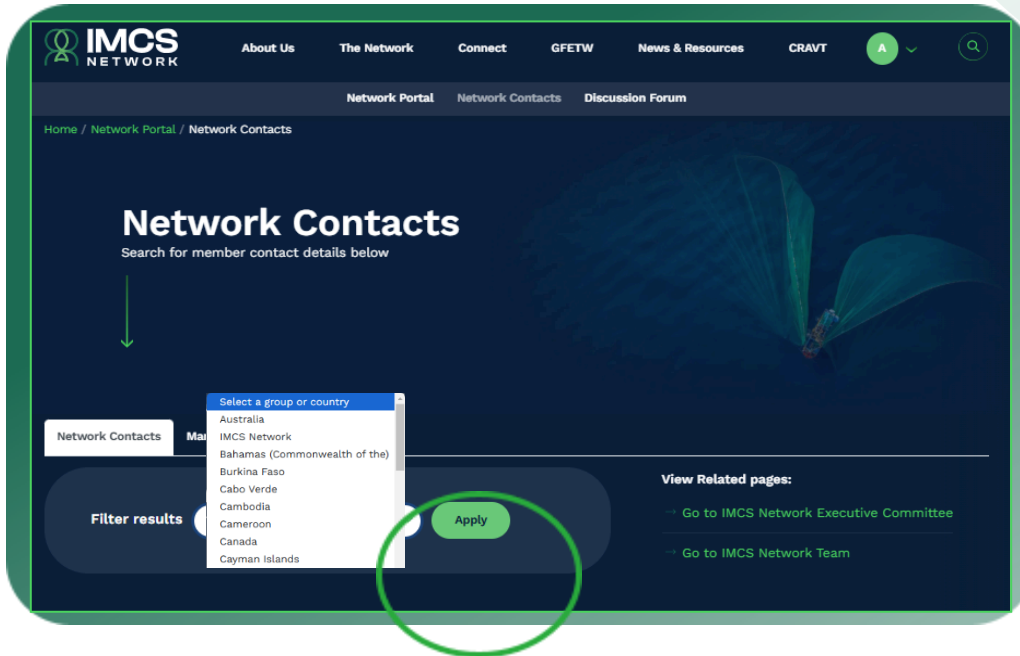 IMCS
NETWORK
About Us The Network Connect GFETW News & Resources CRAVT A
Network Portal Network Contacts Discussion Forum
Home / Network Portal / Network Contacts
Network Contacts
Search for member contact details below
Select a group or country
Australia
IMCS Network
Bahamas (Commonwealth of the)
Burkina Faso
Cabo Verde
Cambodia
Cameroon
Canada
Cayman Islands
Network Contacts
Filter results
Apply
View Related pages:
→ Go to IMCS Network Executive Committee
→ Go to IMCS Network Team